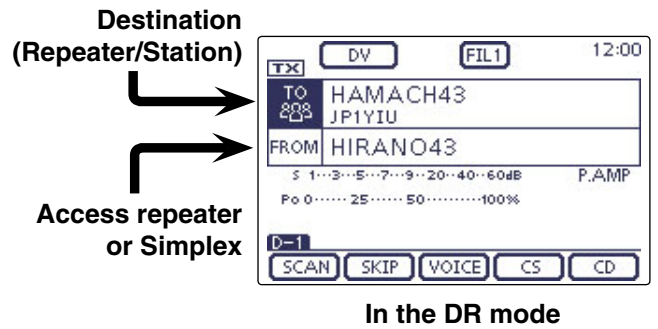 Destination
(Repeater/Station)
Access repeater
or Simplex
DV FIL1 12:00
TX
TO HAMACH43
JP1YIU
FROM HIRANO43
S 1···3···5···7···9··20··40··60dB P.AMP
Po 0······25······50··········100%
D-1
SCAN SKIP VOICE CS CD
In the DR mode